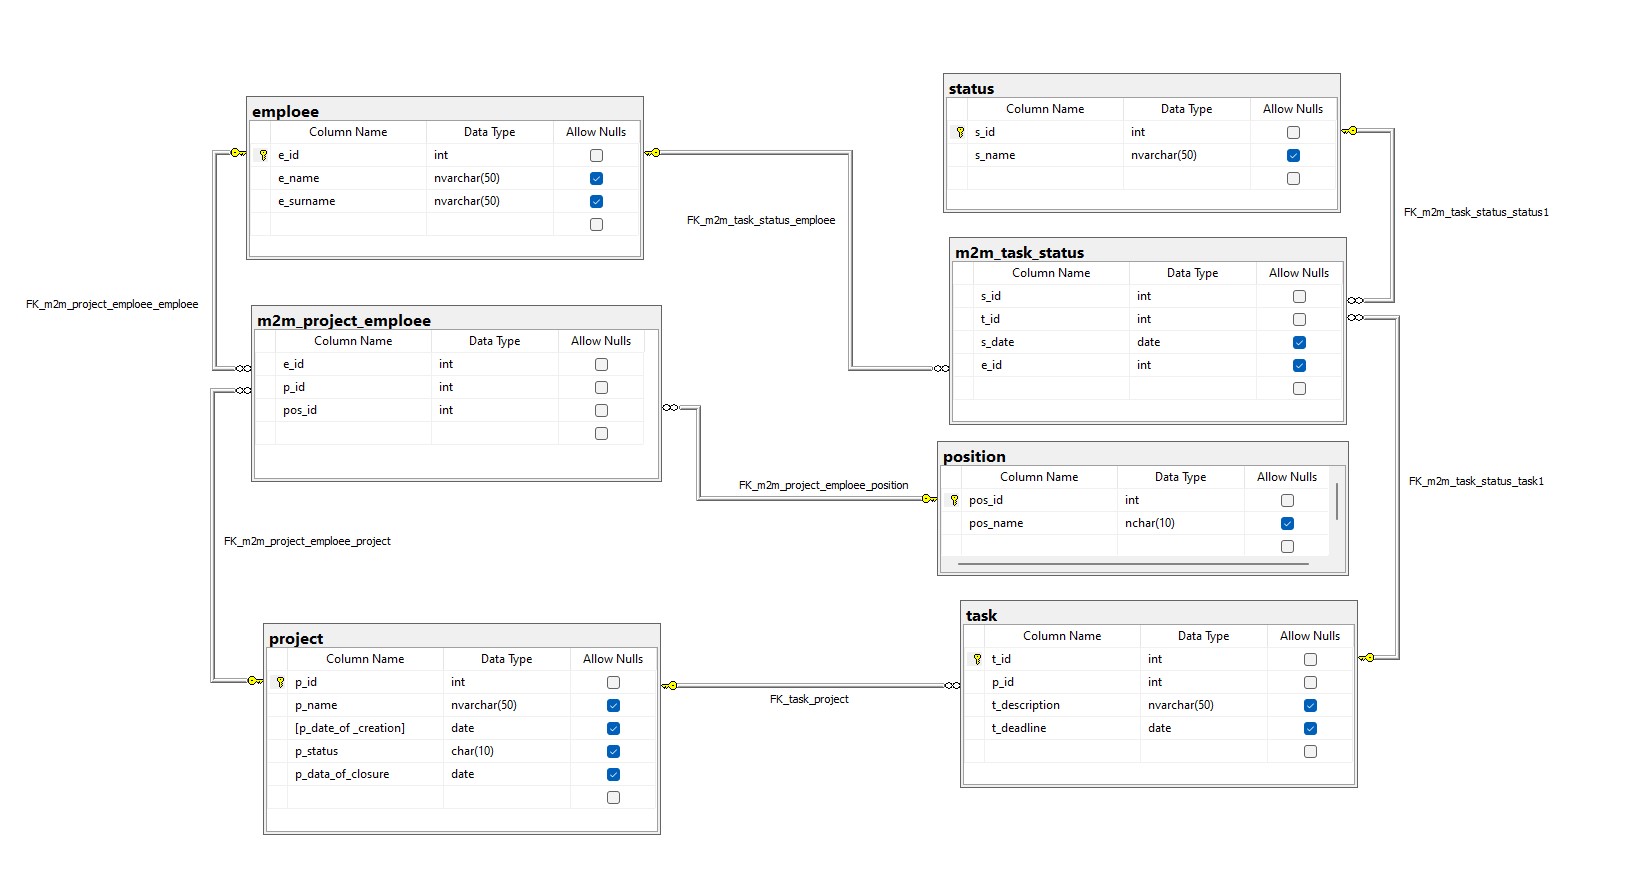 emploee
Column Name Data Type Allow Nulls
e_id int
e_name nvarchar(50)
e_surname nvarchar(50)
status
Column Name Data Type Allow Nulls
s_id int
s_name nvarchar(50)
FK_m2m_task_status_emploee
FK_m2m_task_status_status1
m2m_task_status
Column Name Data Type Allow Nulls
s_id int
t_id int
s_date date
e_id int
FK_m2m_project_emploee_emploee
m2m_project_emploee
Column Name Data Type Allow Nulls
e_id int
p_id int
pos_id int
position
Column Name Data Type Allow Nulls
pos_id int
pos_name nchar(10)
FK_m2m_project_emploee_position
FK_m2m_task_status_task1
FK_m2m_project_emploee_project
project
Column Name Data Type Allow Nulls
p_id int
p_name nvarchar(50)
[p_date_of _creation] date
p_status char(10)
p_data_of_closure date
FK_task_project
task
Column Name Data Type Allow Nulls
t_id int
p_id int
t_description nvarchar(50)
t_deadline date